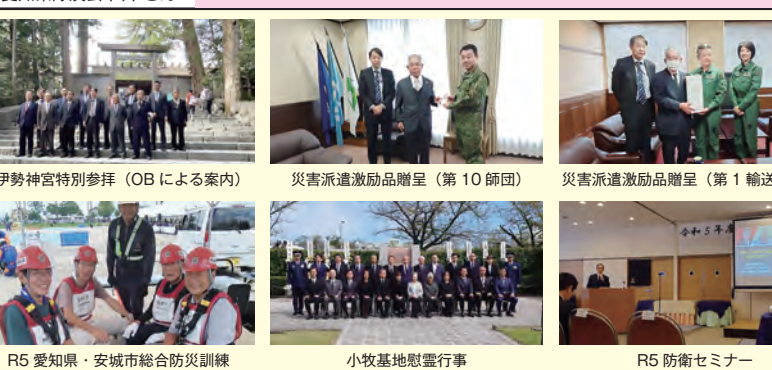 伊勢神宮特別参拝（OBによる案内）
災害派遣激励品贈呈（第10師団）
災害派遣激励品贈呈（第1輸送
令和5年度
R5 愛知県・安城市総合防災訓練
小牧基地慰霊行事
R5 防衛セミナー